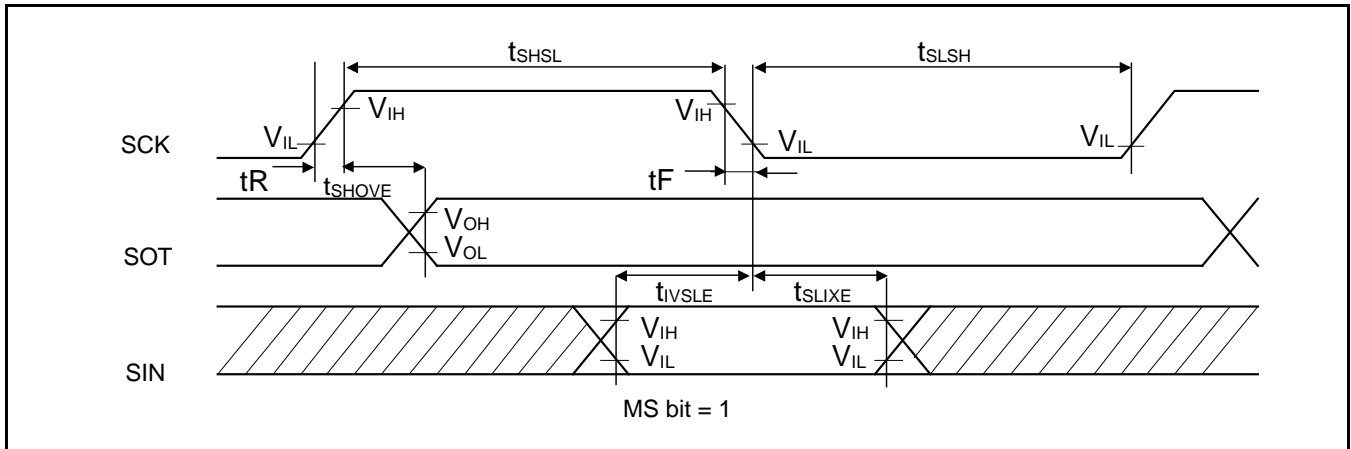 tSHSL
tSLSH
SCK
VIL
VIH
VIH
VIL
VIL
tR
tSHOVE
tF
SOT
VOH
VOL
tIVSLE
tSLIXE
SIN
VIH
VIL
VIH
VIL
MS bit = 1